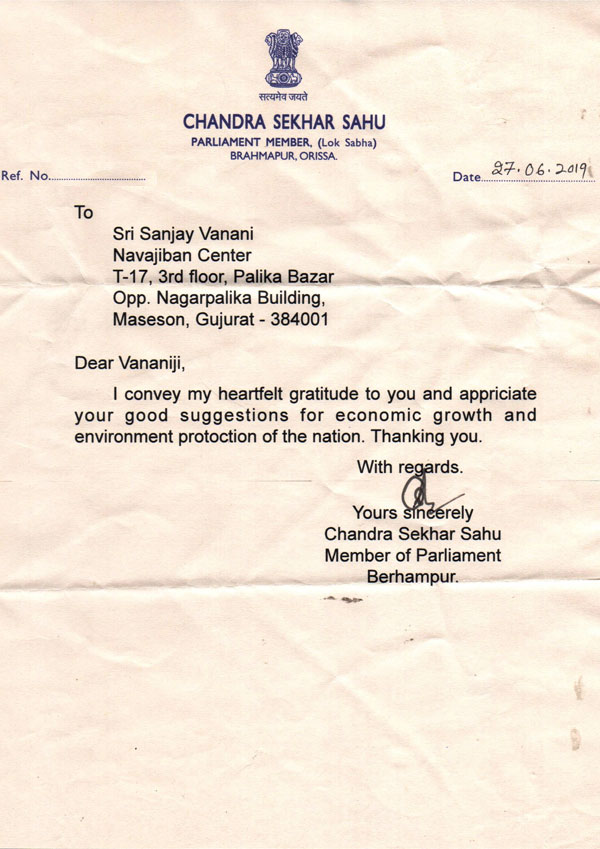 सत्यमेव जयते
CHANDRA SEKHAR SAHU
PARLIAMENT MEMBER, (Lok Sabha)
BRAHMAPUR, ORISSA.
Ref. No.............................
Date 27.06.2019
To
Sri Sanjay Vanani
Navajiban Center
T-17, 3rd floor, Palika Bazar
Opp. Nagarpalika Building,
Maseson, Gujurat - 384001
Dear Vananiji,
I convey my heartfelt gratitude to you and appriciate
your good suggestions for economic growth and
environment protoction of the nation. Thanking you.
With regards.
Yours sincerely
Chandra Sekhar Sahu
Member of Parliament
Berhampur.